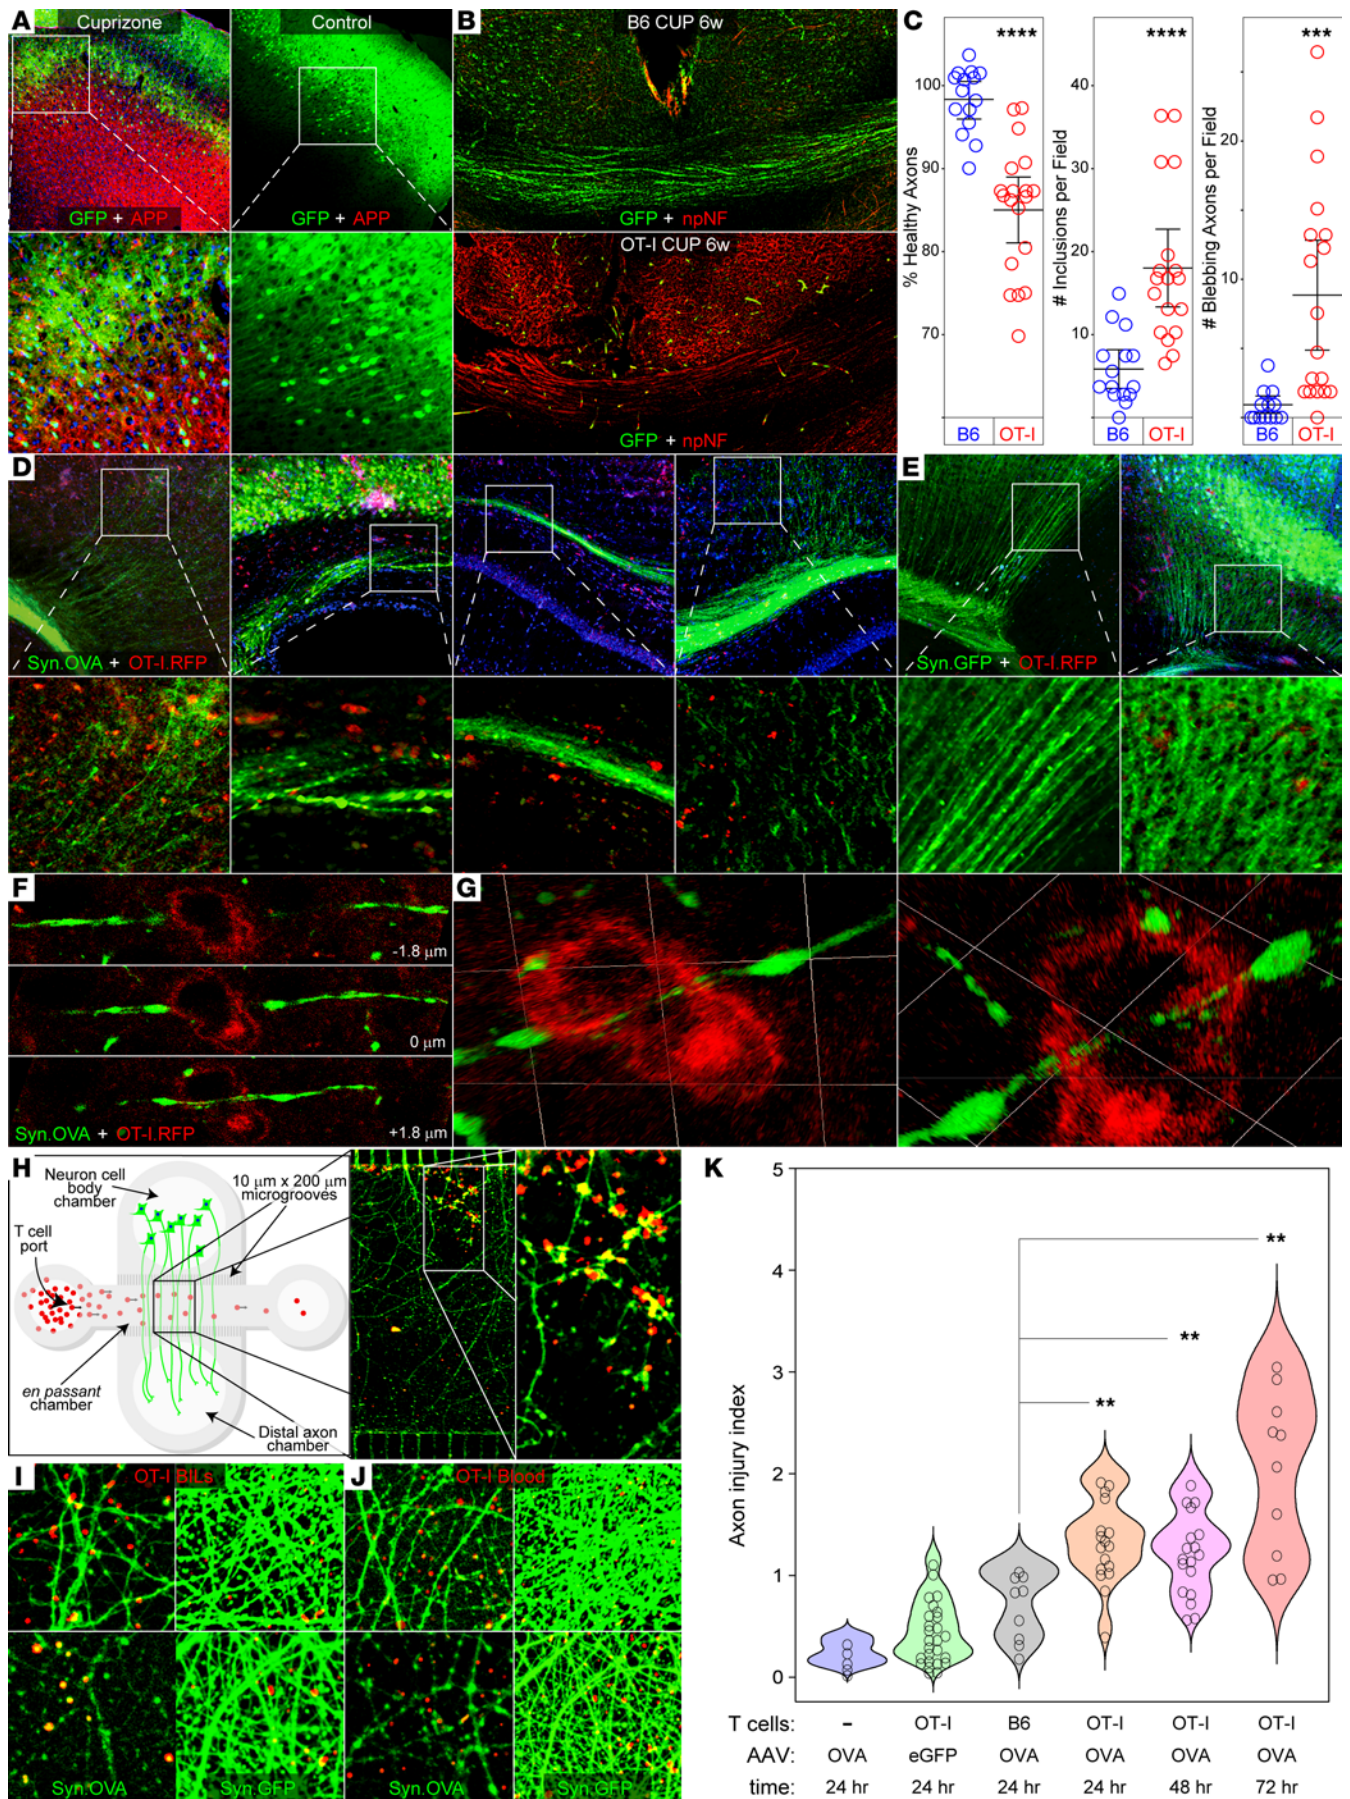 A
Cuprizone
Control
GFP + APP
GFP + APP
B
B6 CUP 6w
GFP + npNF
OT-I CUP 6w
GFP + npNF
C
% Healthy Axons
100
90
80
70
B6
OT-I
****
# Inclusions per Field
40
30
20
10
B6
OT-I
****
# Blebbing Axons per Field
20
10
B6
OT-I
***
D
Syn.OVA + OT-I.RFP
E
Syn.GFP + OT-I.RFP
F
-1.8 µm
0 µm
+1.8 µm
Syn.OVA + OT-I.RFP
G
H
Neuron cell
body
chamber
10 µm x 200 µm
microgrooves
T cell
port
en passant
chamber
Distal axon
chamber
I
OT-I BILs
Syn.OVA
Syn.GFP
J
OT-I Blood
Syn.OVA
Syn.GFP
K
Axon injury index
5
4
3
2
1
0
**
**
**
T cells: – OT-I B6 OT-I OT-I OT-I
AAV: OVA eGFP OVA OVA OVA OVA
time: 24 hr 24 hr 24 hr 24 hr 48 hr 72 hr